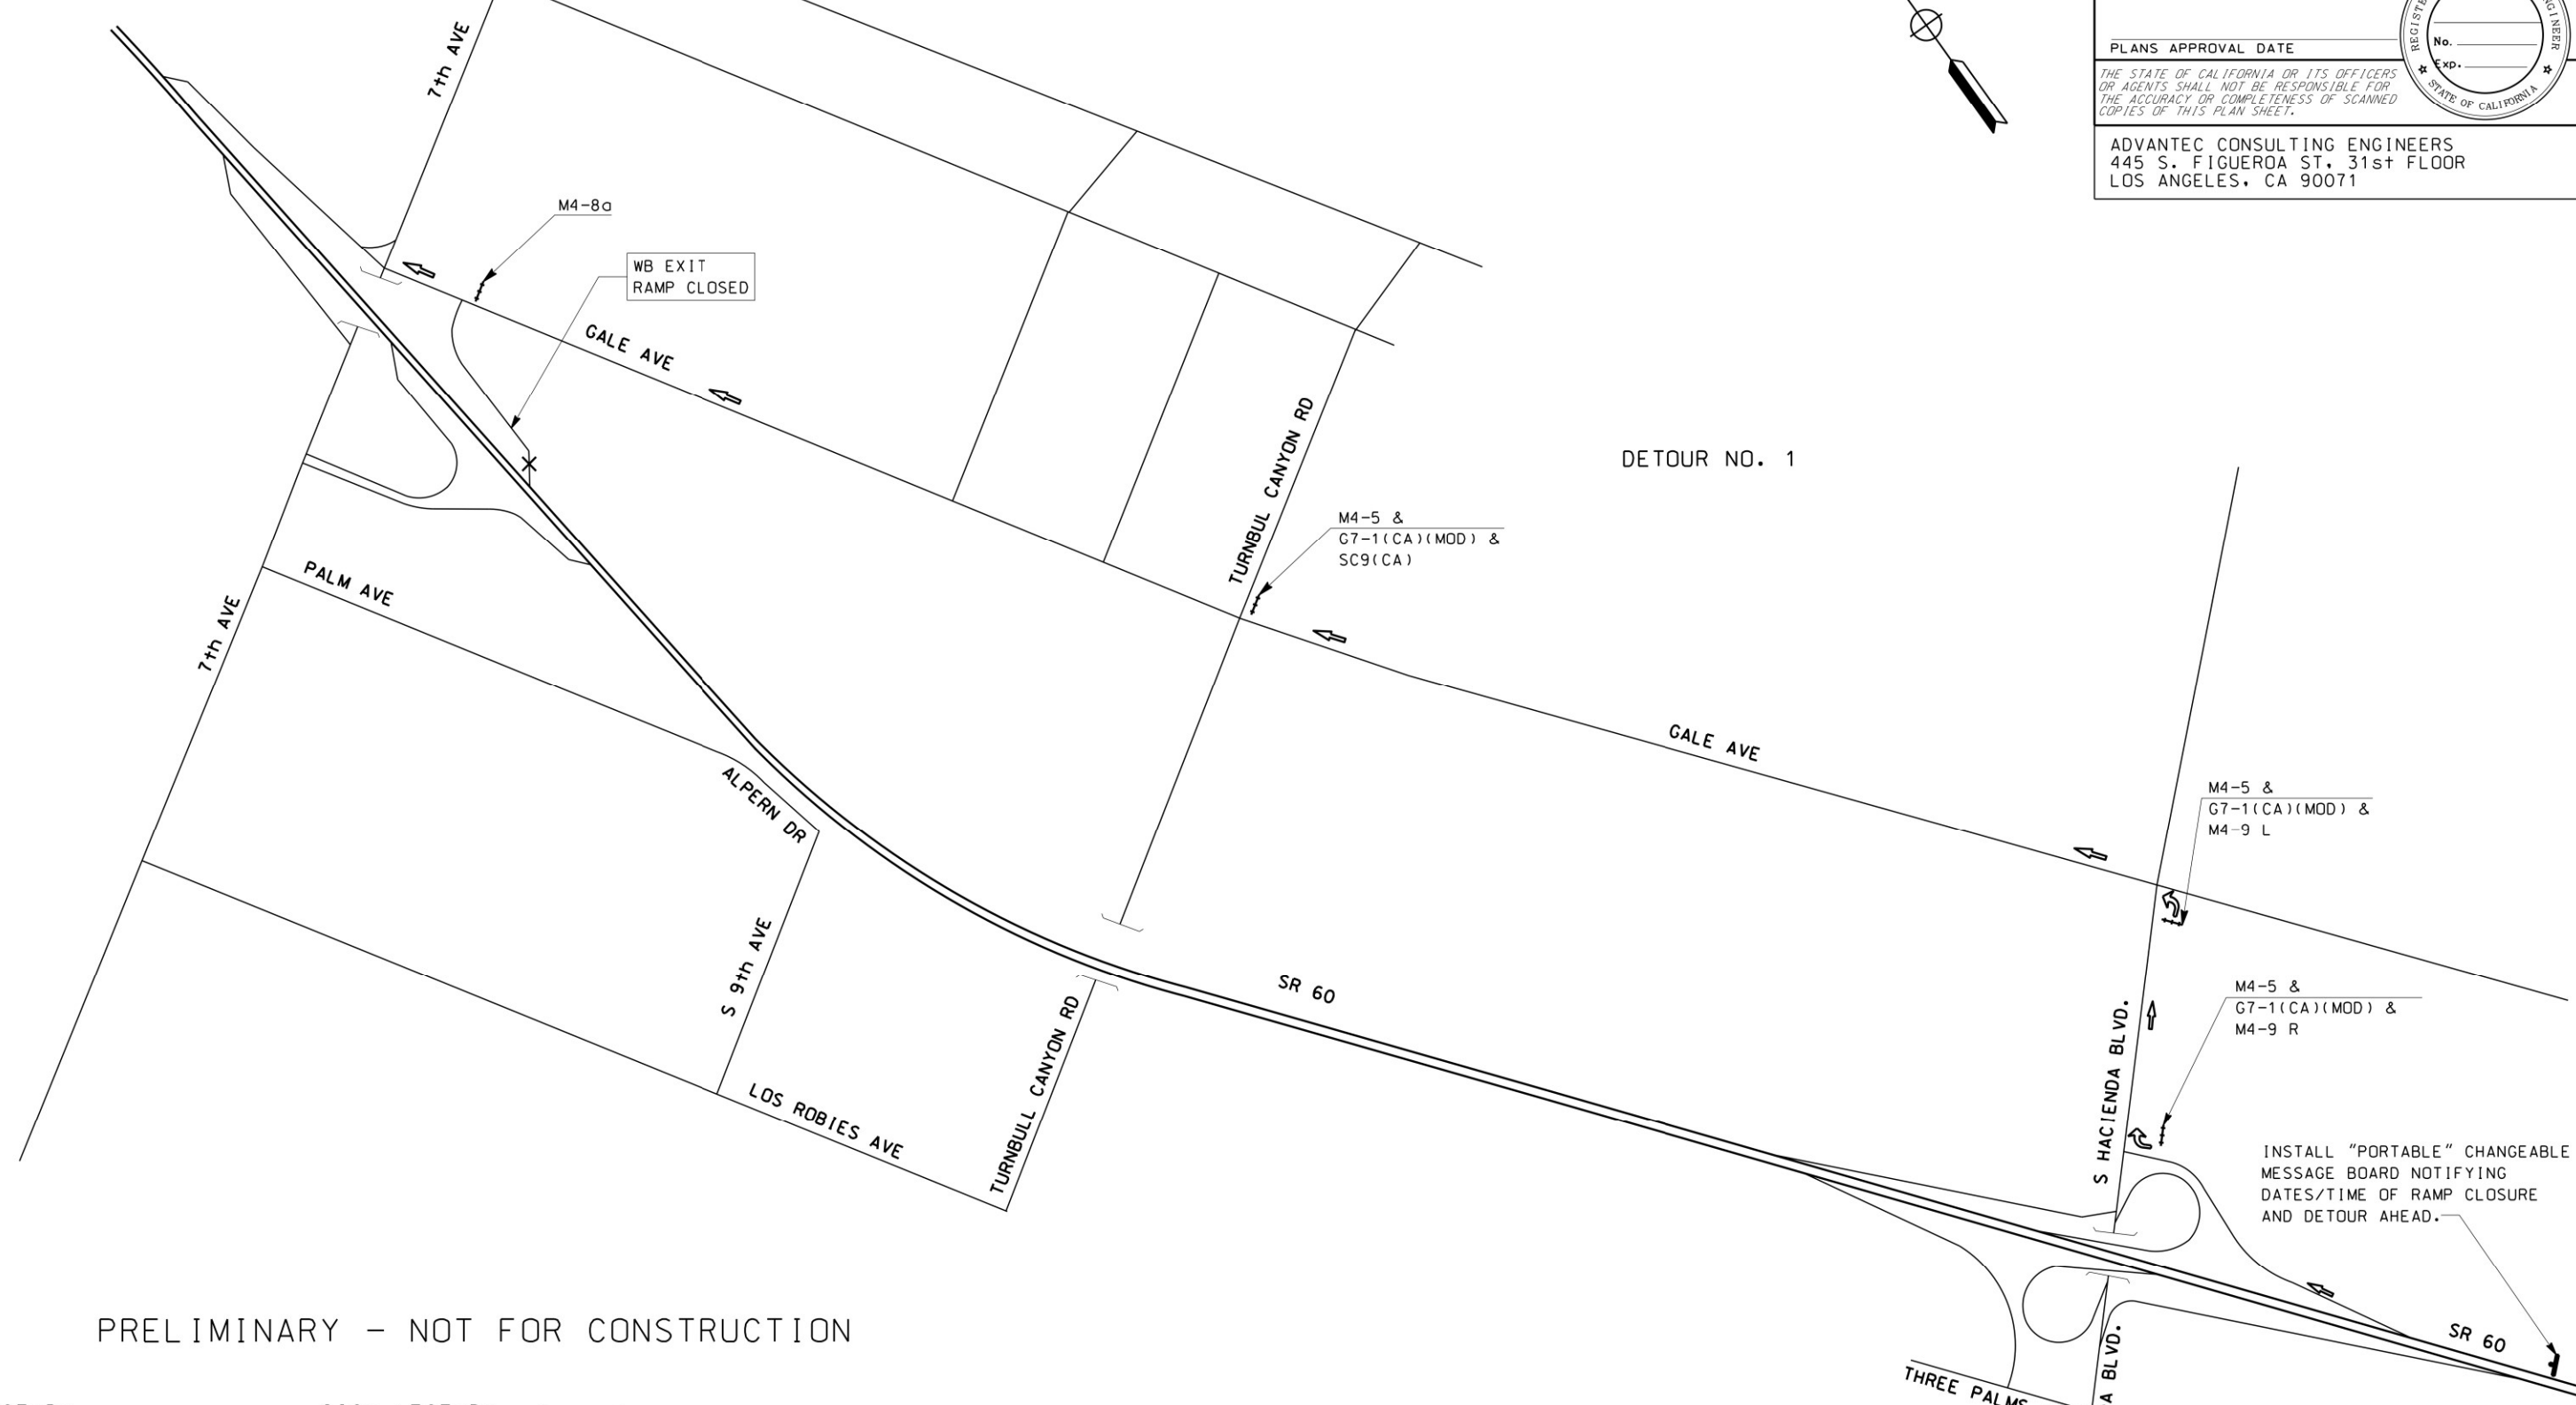 7th AVE
PLANS APPROVAL DATE
No.
Exp.
STATE OF CALIFORNIA
THE STATE OF CALIFORNIA OR ITS OFFICERS
OR AGENTS SHALL NOT BE RESPONSIBLE FOR
THE ACCURACY OR COMPLETENESS OF SCANNED
COPIES OF THIS PLAN SHEET.
ADVANTEC CONSULTING ENGINEERS
445 S. FIGUEROA ST, 31st FLOOR
LOS ANGELES, CA 90071
M4-8a
WB EXIT
RAMP CLOSED
GALE AVE
TURNBUL CANYON RD
DETOUR NO. 1
M4-5 &
G7-1(CA)(MOD) &
SC9(CA)
PALM AVE
7th AVE
GALE AVE
ALPERN DR
M4-5 &
G7-1(CA)(MOD) &
M4-9 L
S 9th AVE
SR 60
M4-5 &
G7-1(CA)(MOD) &
M4-9 R
S HACIENDA BLVD.
TURNBULL CANYON RD
LOS ROBIES AVE
INSTALL "PORTABLE" CHANGEABLE
MESSAGE BOARD NOTIFYING
DATES/TIME OF RAMP CLOSURE
AND DETOUR AHEAD.
SR 60
PRELIMINARY - NOT FOR CONSTRUCTION
THREE PALMS
A BLVD.